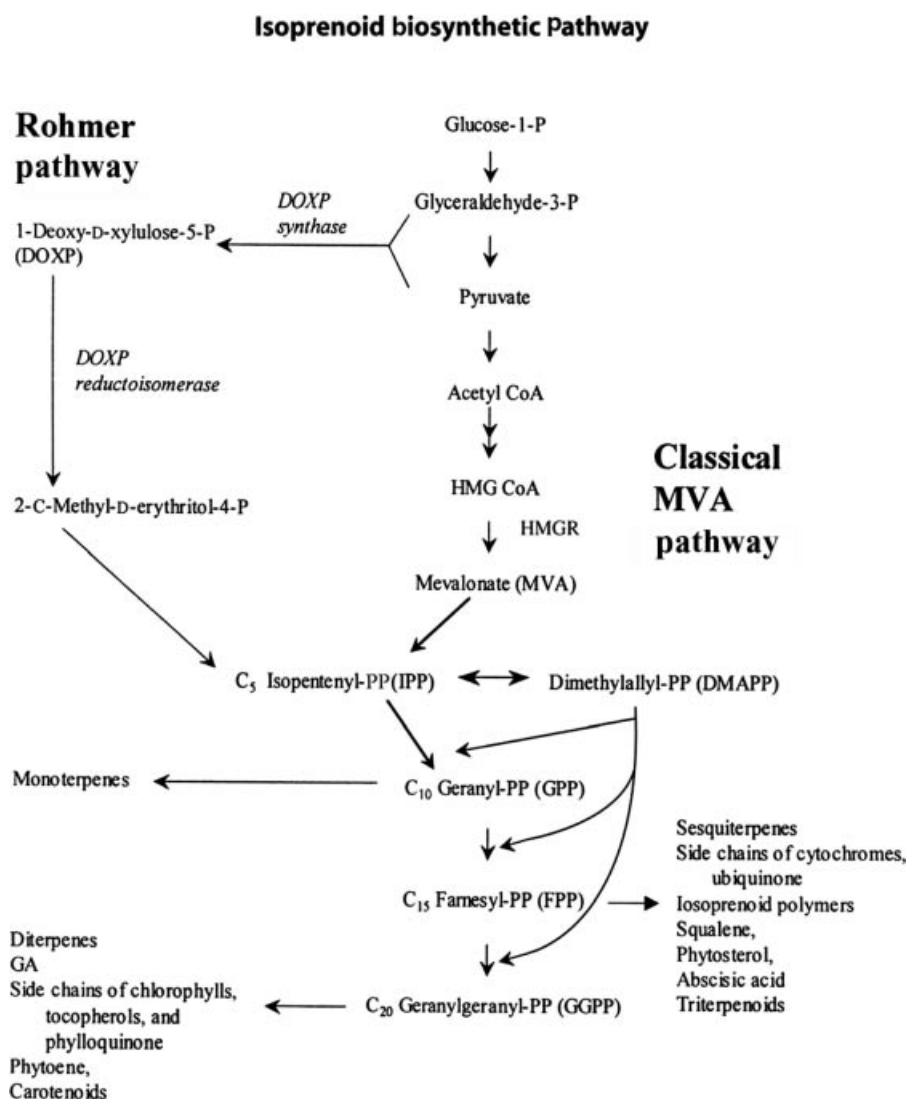 Isoprenoid biosynthetic Pathway
Rohmer
pathway
Glucose-1-P
DOXP
synthase
Glyceraldehyde-3-P
1-Deoxy-D-xylulose-5-P
(DOXP)
Pyruvate
DOXP
reductoisomerase
Acetyl CoA
Classical
MVA
pathway
HMG CoA
2-C-Methyl-D-erythritol-4-P
HMGR
Mevalonate (MVA)
C5 Isopentenyl-PP(IPP)
Dimethylallyl-PP (DMAPP)
Monoterpenes
C10 Geranyl-PP (GPP)
Sesquiterpenes
Side chains of cytochromes,
ubiquinone
Iosoprenoid polymers
Squalene,
Phytosterol,
Abscisic acid
Triterpenoids
C15 Farnesyl-PP (FPP)
Diterpenes
GA
Side chains of chlorophylls,
tocopherols, and
phylloquinone
Phytoene,
Carotenoids
C20 Geranylgeranyl-PP (GGPP)